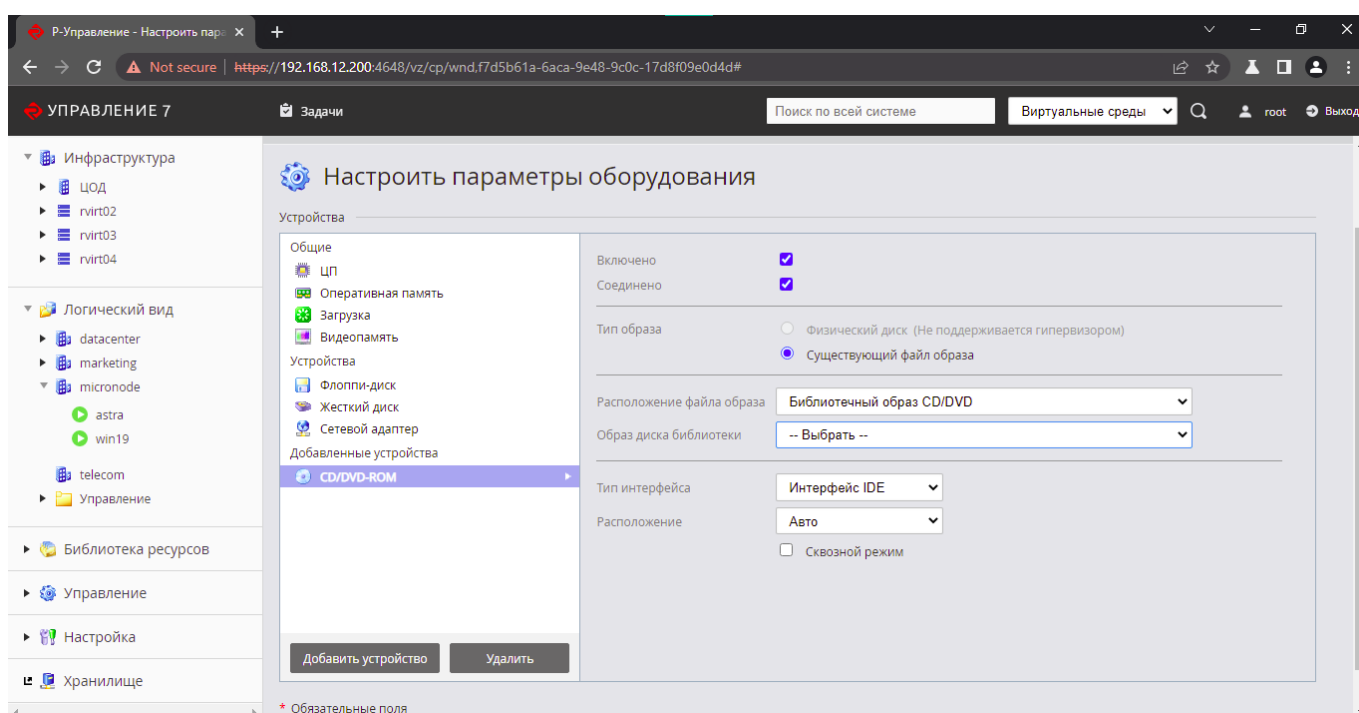 Р-Управление - Настроить пара
Not secure | https://192.168.12.200:4648/vz/cp/wnd,f7d5b61a-6aca-9e48-9c0c-17d8f09e0d4d#
УПРАВЛЕНИЕ 7
Задачи
Поиск по всей системе
Виртуальные среды
root
Выход
Инфраструктура
ЦОД
rvirt02
rvirt03
rvirt04
Логический вид
datacenter
marketing
micronode
astra
win19
telecom
Управление
Библиотека ресурсов
Управление
Настройка
Хранилище
Настроить параметры оборудования
Устройства
Общие
ЦП
Оперативная память
Загрузка
Видеопамять
Устройства
Флоппи-диск
Жесткий диск
Сетевой адаптер
Добавленные устройства
CD/DVD-ROM
Добавить устройство
Удалить
Включено
Соединено
Тип образа
Физический диск (Не поддерживается гипервизором)
Существующий файл образа
Расположение файла образа
Библиотечный образ CD/DVD
Образ диска библиотеки
-- Выбрать --
Тип интерфейса
Интерфейс IDE
Расположение
Авто
Сквозной режим
* Обязательные поля